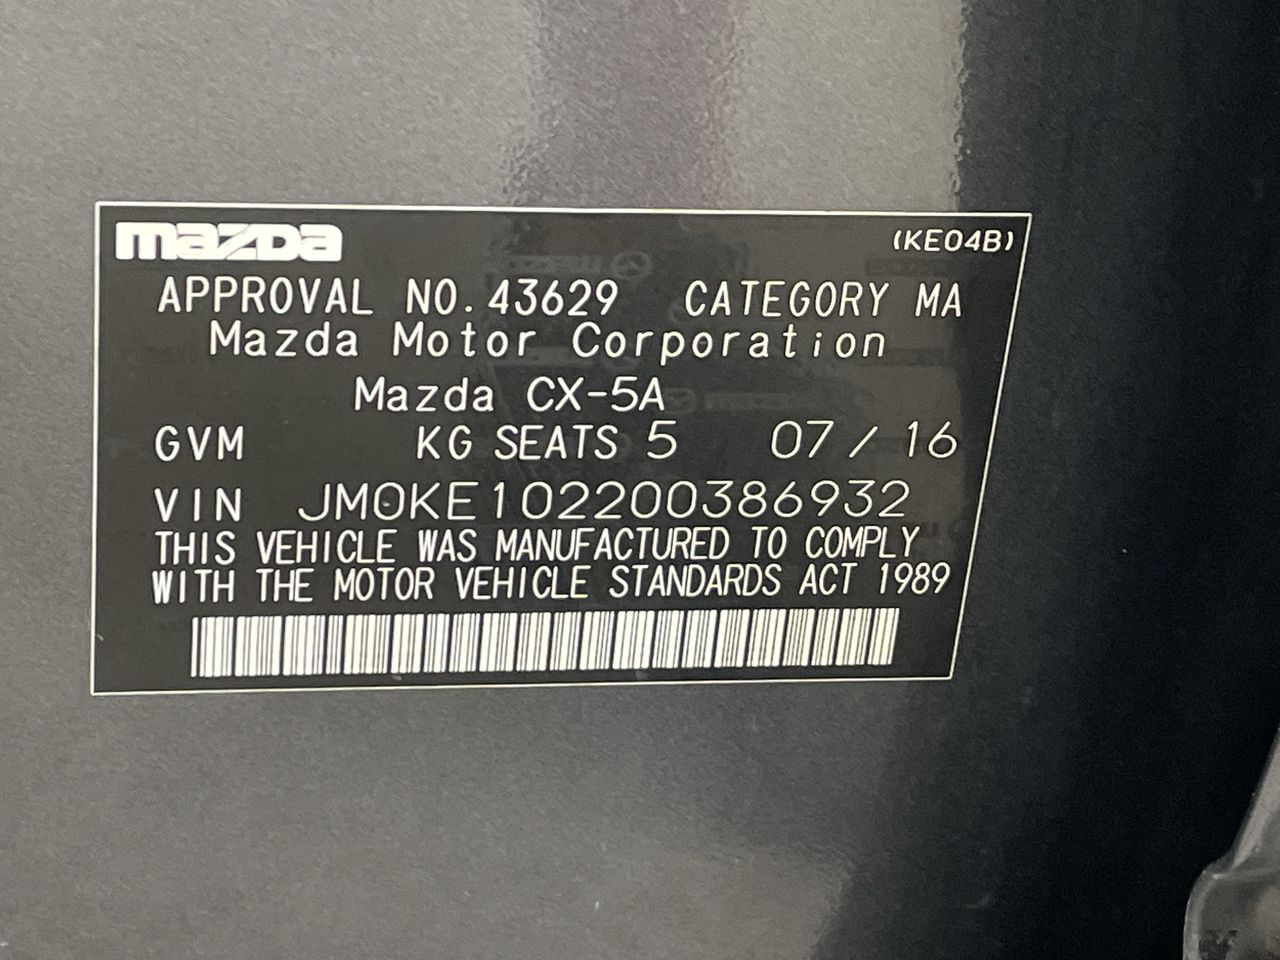 mazda (KE04B)
APPROVAL NO. 43629 CATEGORY MA
Mazda Motor Corporation
Mazda CX-5A
GVM KG SEATS 5 07 / 16
VIN JM0KE102200386932
THIS VEHICLE WAS MANUFACTURED TO COMPLY
WITH THE MOTOR VEHICLE STANDARDS ACT 1989